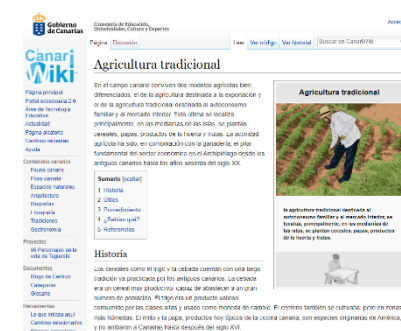 Gobierno
de Canarias
Consejería de Educación,
Universidades, Cultura y Deportes
Acce
Página Discusión Leer Ver código Ver historial Buscar en CanariWiki
Canari
Wiki
Página principal
Portal ecoescuela 2.0
Área de Tecnología
Educativa
Actualidad
Página aleatoria
Cambios recientes
Ayuda
Contenidos canarios
Fauna canaria
Flora canaria
Espacios naturales
Arquitectura
Biografías
Etnografía
Tradiciones
Gastronomía
Proyectos
95 Personajes en la
vida de Taguaste
Documentos
Blogs de Centros
Categorías
Glosario
Herramientas
Lo que enlaza aquí
Cambios relacionados
Agricultura tradicional
En el campo canario conviven dos modelos agrícolas bien
diferenciados, el de la agricultura destinada a la exportación y
el de la agricultura tradicional destinada al autoconsumo
familiar y al mercado interior. Esta última se localiza,
principalmente, en las medianías de las islas, se plantan
cereales, papas, productos de la huerta y frutas. La actividad
agrícola ha sido, en combinación con la ganadería, el pilar
fundamental del sector económico en el Archipiélago desde los
antiguos canarios hasta los años sesenta del siglo XX.
Sumario [ocultar]
1 Historia
2 Útiles
3 Procedimiento
4 ¿Sabías qué?
5 Referencias
Agricultura tradicional
la agricultura tradicional destinada al
autoconsumo familiar y al mercado interior, se
localiza, principalmente, en las medianías de
las islas, se plantan cereales, papas, productos
de la huerta y frutas.
Historia
Los cereales como el trigo y la cebada cuentan con una larga
tradición ya practicada por los antiguos canarios. La cebada
era un cereal muy productivo, capaz de abastecer a un gran
número de población. El trigo era un producto valioso,
consumido por las clases altas y usado como moneda de cambio. El centeno también se cultivaba, pero en zonas
más húmedas. El millo y la papa, productos hoy típicos de la cocina canaria, son especies originarias de América,
y no arribaron a Canarias hasta después del siglo XVI.